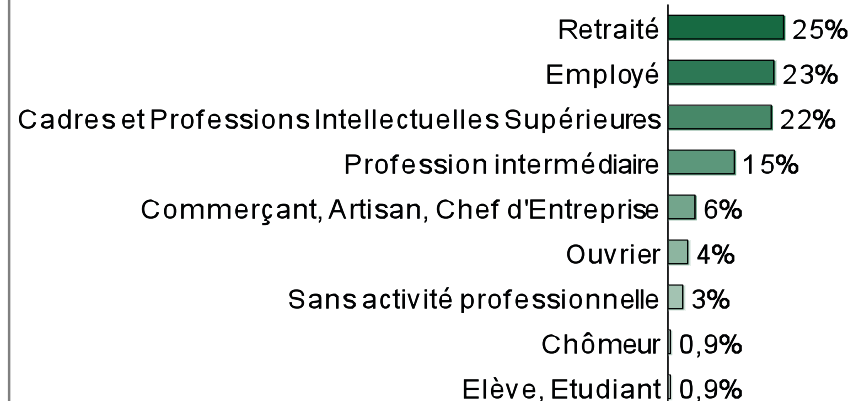 Retraité 25%
Employé 23%
Cadres et Professions Intellectuelles Supérieures 22%
Profession intermédiaire 15%
Commerçant, Artisan, Chef d'Entreprise 6%
Ouvrier 4%
Sans activité professionnelle 3%
Chômeur 0,9%
Elève, Etudiant 0,9%